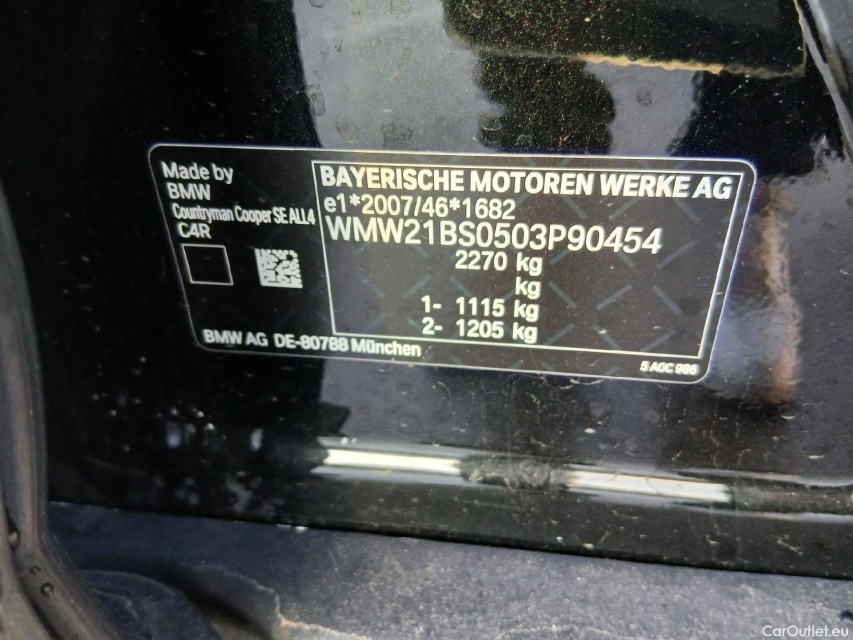 Made by
BMW
Countryman Cooper SE ALL4
C4R
BAYERISCHE MOTOREN WERKE AG
e1*2007/46*1682
WMW21BS0503P90454
2270 kg
kg
1- 1115 kg
2- 1205 kg
BMW AG DE-80788 München
5 A0C 986
CarOutlet.eu